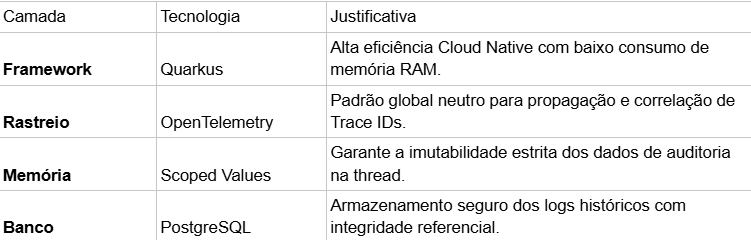 Camada Tecnologia Justificativa
Framework Quarkus Alta eficiência Cloud Native com baixo consumo de
memória RAM.
Rastreio OpenTelemetry Padrão global neutro para propagação e correlação de
Trace IDs.
Memória Scoped Values Garante a imutabilidade estrita dos dados de auditoria
na thread.
Banco PostgreSQL Armazenamento seguro dos logs históricos com
integridade referencial.